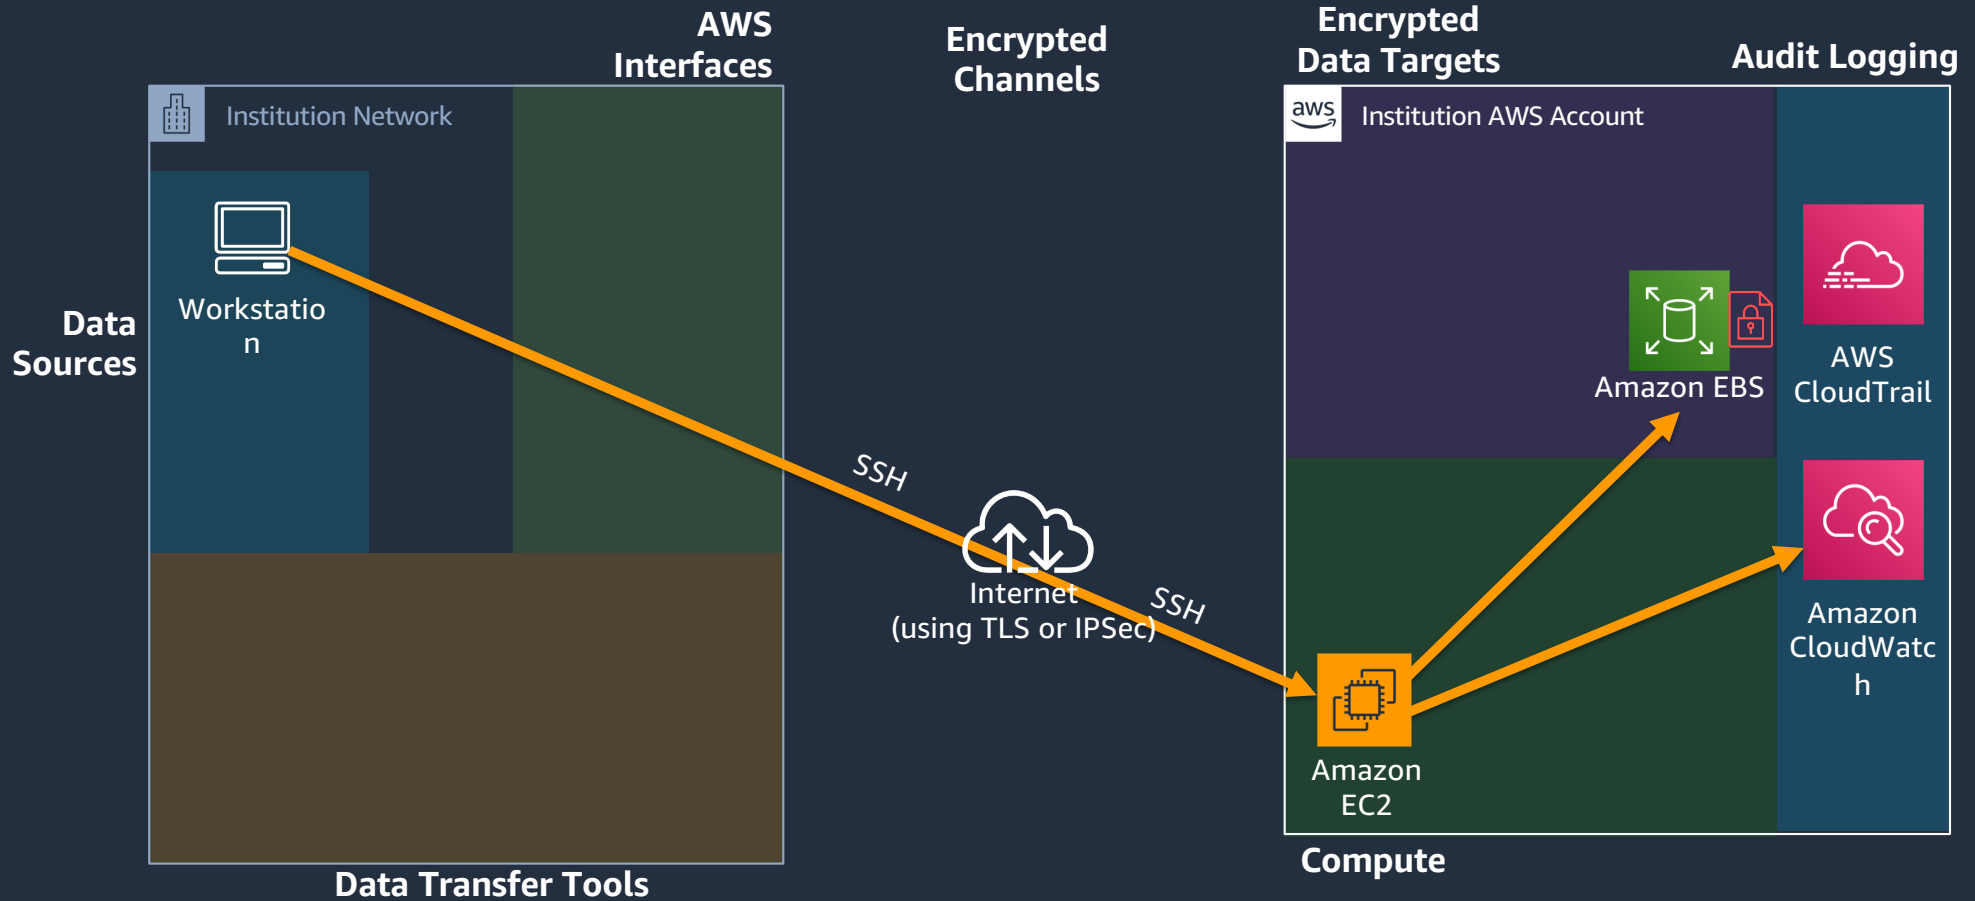 AWS
Interfaces
Encrypted
Channels
Encrypted
Data Targets
Audit Logging
Institution Network
aws
Institution AWS Account
Data
Sources
Workstatio
n
SSH
Internet
(using TLS or IPSec)
SSH
Amazon EBS
AWS
CloudTrail
Amazon
CloudWatc
h
Amazon
EC2
Compute
Data Transfer Tools